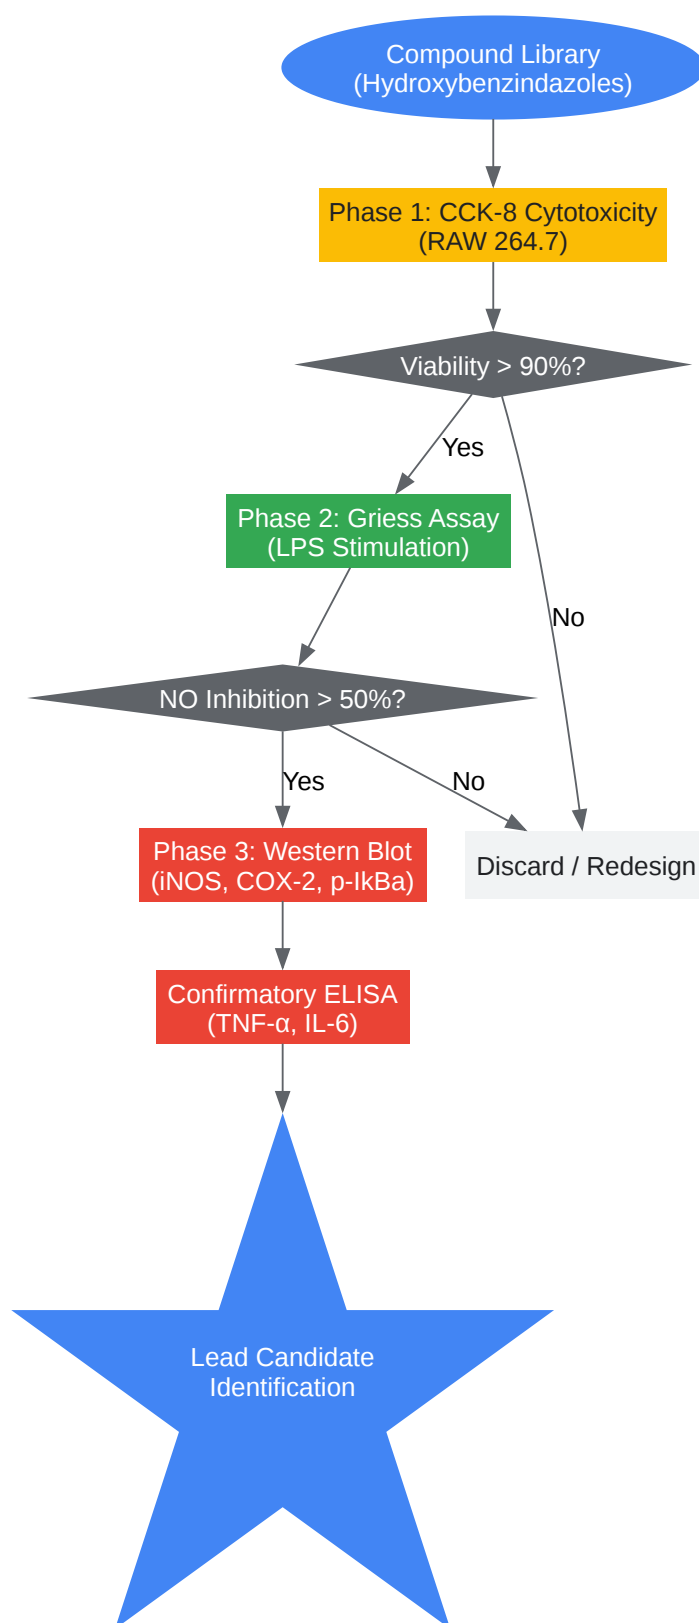 Compound Library
(Hydroxybenzindazoles)
Phase 1: CCK-8 Cytotoxicity
(RAW 264.7)
Viability > 90%?
Yes
Phase 2: Griess Assay
(LPS Stimulation)
No
NO Inhibition > 50%?
Yes
No
Phase 3: Western Blot
(iNOS, COX-2, p-IkBa)
Discard / Redesign
Confirmatory ELISA
(TNF-α, IL-6)
Lead Candidate
Identification